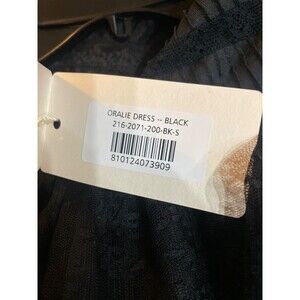 ORALIE DRESS -- BLACK
216-2071-200-BK-S
810124073909